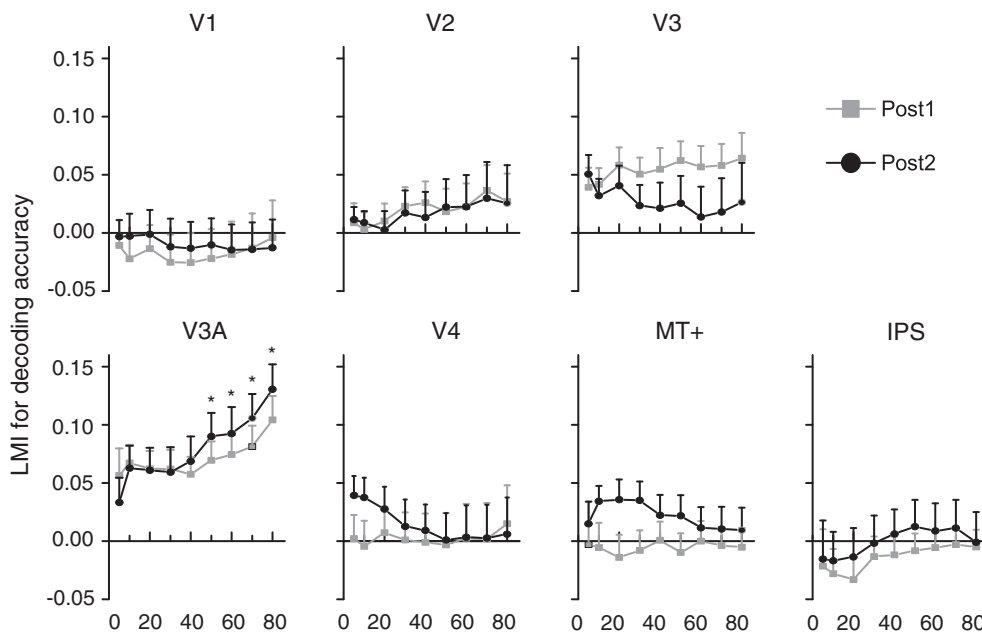 V1 V2 V3
0.15
0.10
0.05
0.00
-0.05
Post1
Post2
LMI for decoding accuracy
V3A V4 MT+ IPS
0.15
0.10
0.05
0.00
-0.05
* * * *
0 20 40 60 80 0 20 40 60 80 0 20 40 60 80 0 20 40 60 80